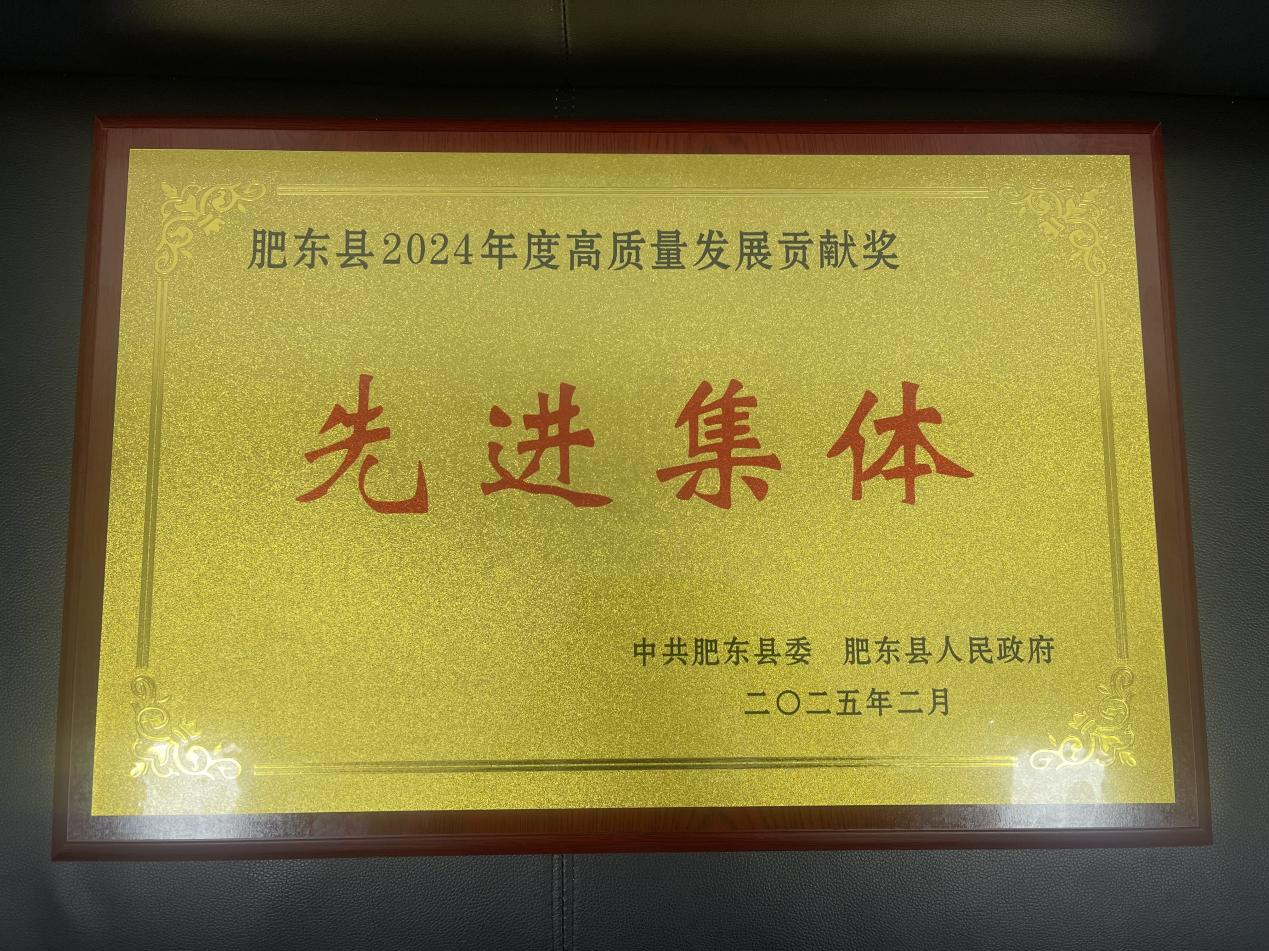 肥东县2024年度高质量发展贡献奖
先进集体
中共肥东县委 肥东县人民政府
二〇二五年二月